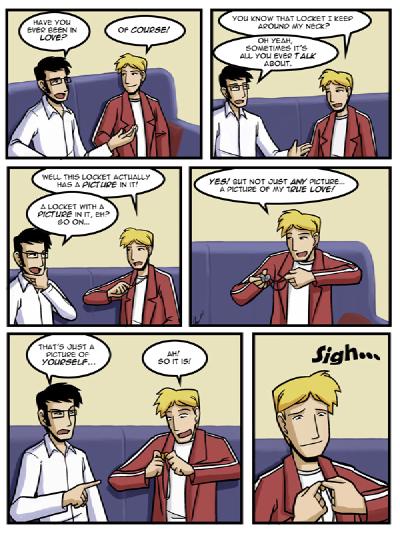 HAVE YOU
EVER BEEN IN
LOVE?
OF COURSE!
YOU KNOW THAT LOCKET I KEEP
AROUND MY NECK?
OH YEAH,
SOMETIMES IT'S
ALL YOU EVER TALK
ABOUT.
WELL THIS LOCKET ACTUALLY
HAS A PICTURE IN IT!
A LOCKET WITH A
PICTURE IN IT, EH?
GO ON...
YES! BUT NOT JUST ANY PICTURE...
A PICTURE OF MY TRUE LOVE!
THAT'S JUST A
PICTURE OF
YOURSELF...
AH!
SO IT IS!
Sigh...